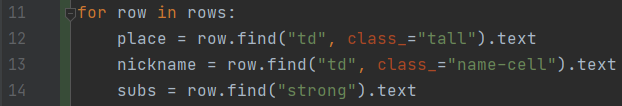 11 for row in rows:
12 place = row.find("td", class_="tall").text
13 nickname = row.find("td", class_="name-cell").text
14 subs = row.find("strong").text